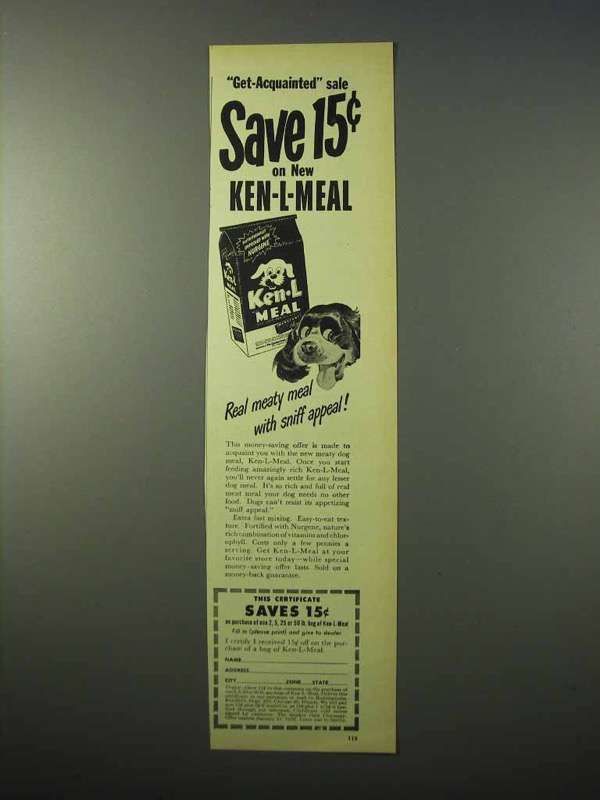 "Get-Acquainted" sale
Save 15¢
on New
KEN-L-MEAL
NURGENE
Ken-L
MEAL
Real meaty meal
with sniff appeal!
This money-saving offer is made to
acquaint you with the new meaty dog
meal, Ken-L-Meal. Once you start
feeding amazingly rich Ken-L-Meal,
you'll never again settle for any lesser
dog meal. It's so rich and full of real
meat meal your dog needs no other
food. Dogs can't resist its appetizing
"sniff appeal."
Extra fast mixing. Easy-to-eat tex-
ture. Fortified with Nurgene, nature's
rich combination of vitamins and chlor-
ophyll. Costs only a few pennies a
serving. Get Ken-L-Meal at your
favorite store today—while special
money-saving offer lasts. Sold on a
money-back guarantee.
THIS CERTIFICATE
SAVES 15¢
on purchase of one 2, 5, 25 or 50 lb. bag of Ken-L-Meal
Fill in (please print) and give to dealer
I certify I received 15¢ off on the pur-
chase of a bag of Ken-L-Meal.
NAME
ADDRESS
CITY ZONE STATE
114